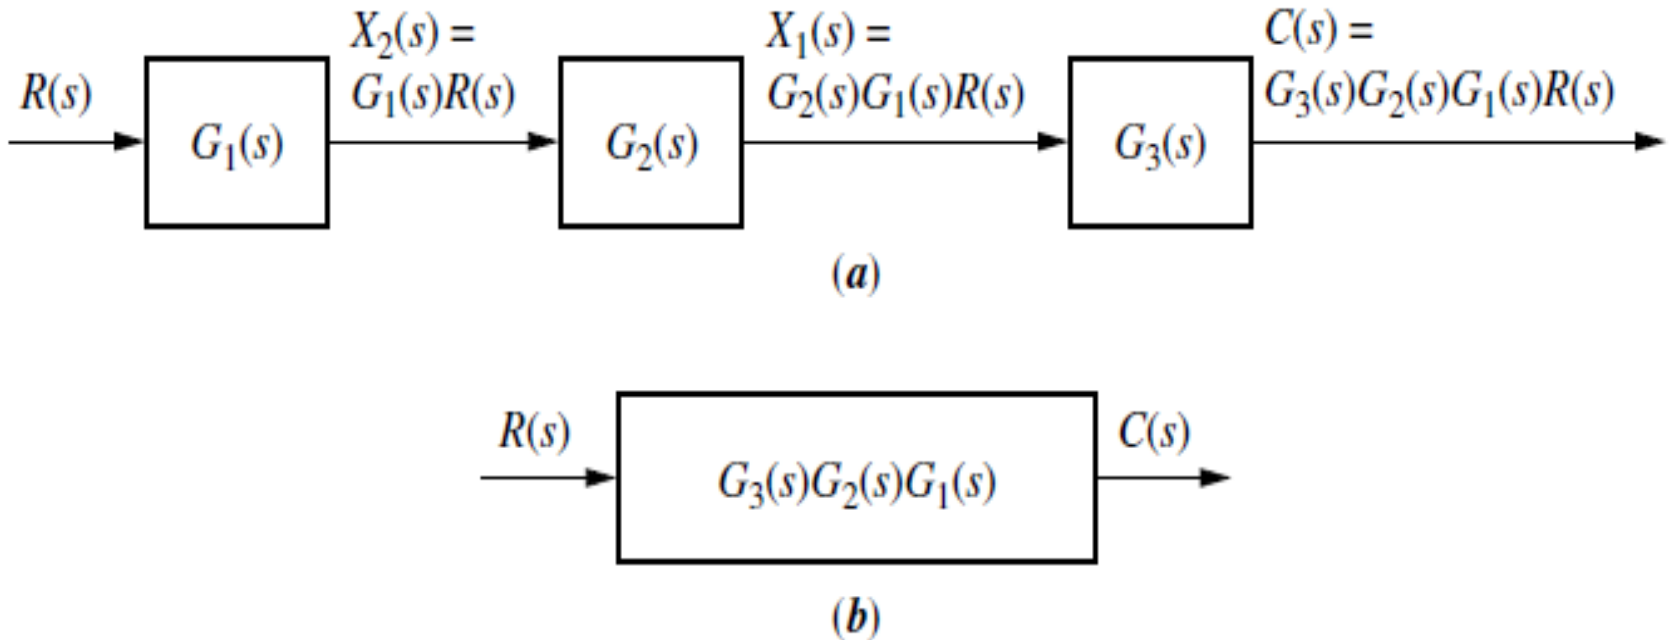 R(s)
G₁(s)
X₂(s) =
G₁(s)R(s)
G₂(s)
X₁(s) =
G₂(s)G₁(s)R(s)
G₃(s)
C(s) =
G₃(s)G₂(s)G₁(s)R(s)
(a)
R(s)
G₃(s)G₂(s)G₁(s)
C(s)
(b)